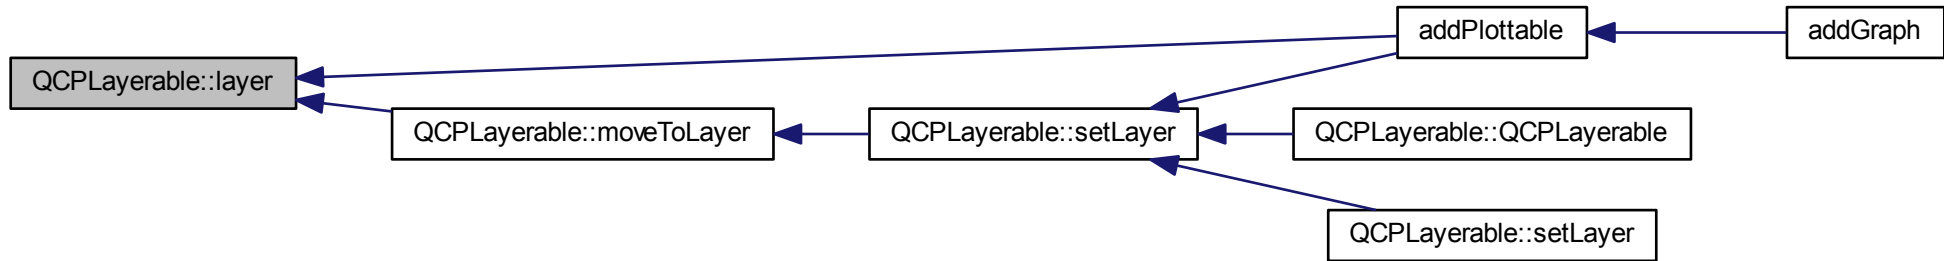 addPlottable
addGraph
QCPLayerable::layer
QCPLayerable::moveToLayer
QCPLayerable::setLayer
QCPLayerable::QCPLayerable
QCPLayerable::setLayer